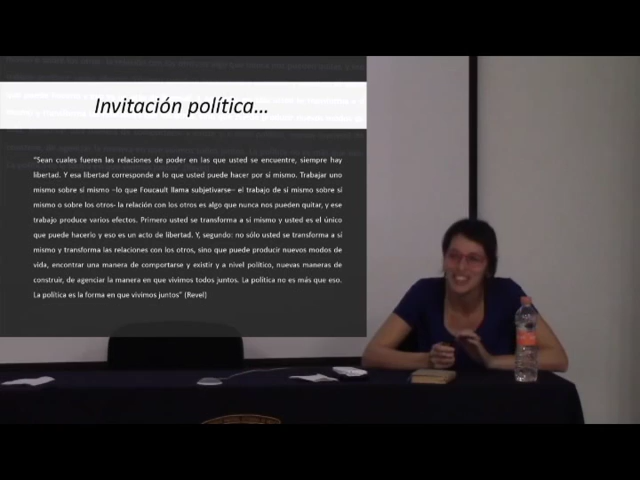 Invitación política...
"Sean cuales fueren las relaciones de poder en las que usted se encuentre, siempre hay
libertad. Y esa libertad corresponde a lo que usted puede hacer por sí mismo. Trabajar uno
mismo sobre sí mismo –lo que Foucault llama subjetivarse– el trabajo de sí mismo sobre sí
mismo o sobre los otros- la relación con los otros es algo que nunca nos pueden quitar, y ese
trabajo produce varios efectos. Primero usted se transforma a sí mismo y usted es el único
que puede hacerlo y eso es un acto de libertad. Y, segundo: no sólo usted se transforma a sí
mismo y transforma las relaciones con los otros, sino que puede producir nuevos modos de
vida, encontrar una manera de comportarse y existir y a nivel político, nuevas maneras de
construir, de agenciar la manera en que vivimos todos juntos. La política no es más que eso.
La política es la forma en que vivimos juntos" (Revel)